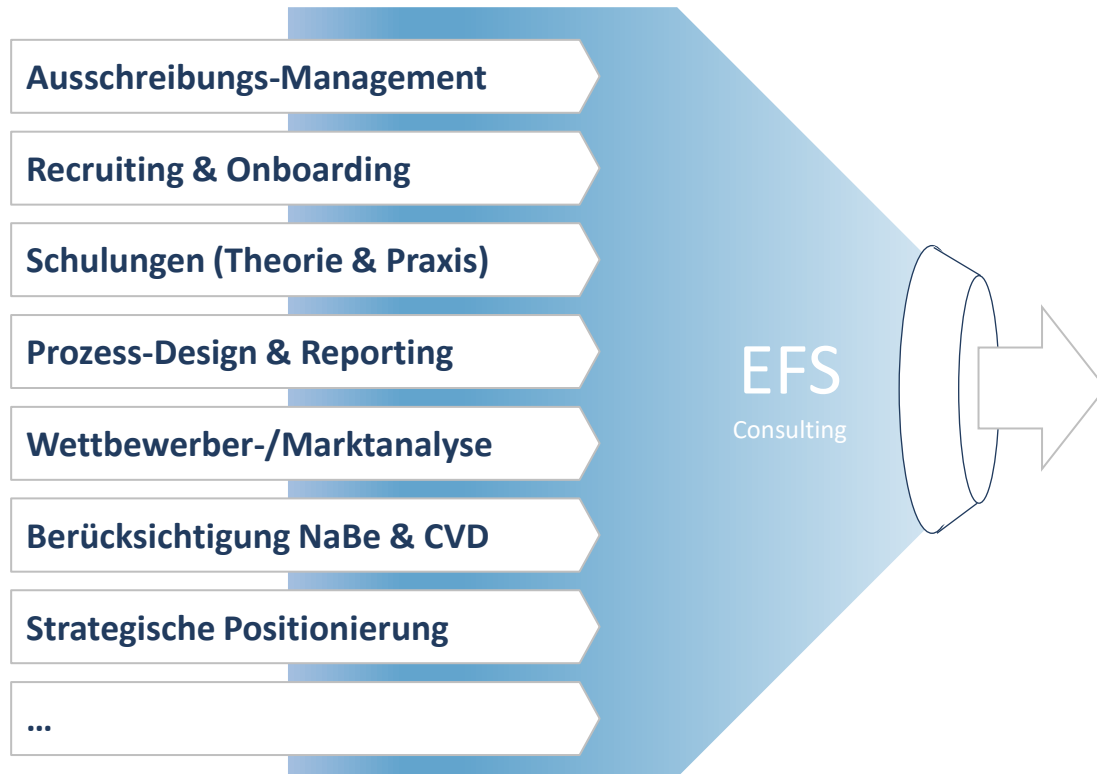 Ausschreibungs-Management
Recruiting & Onboarding
Schulungen (Theorie & Praxis)
Prozess-Design & Reporting
Wettbewerber-/Marktanalyse
Berücksichtigung NaBe & CVD
Strategische Positionierung
...
EFS
Consulting